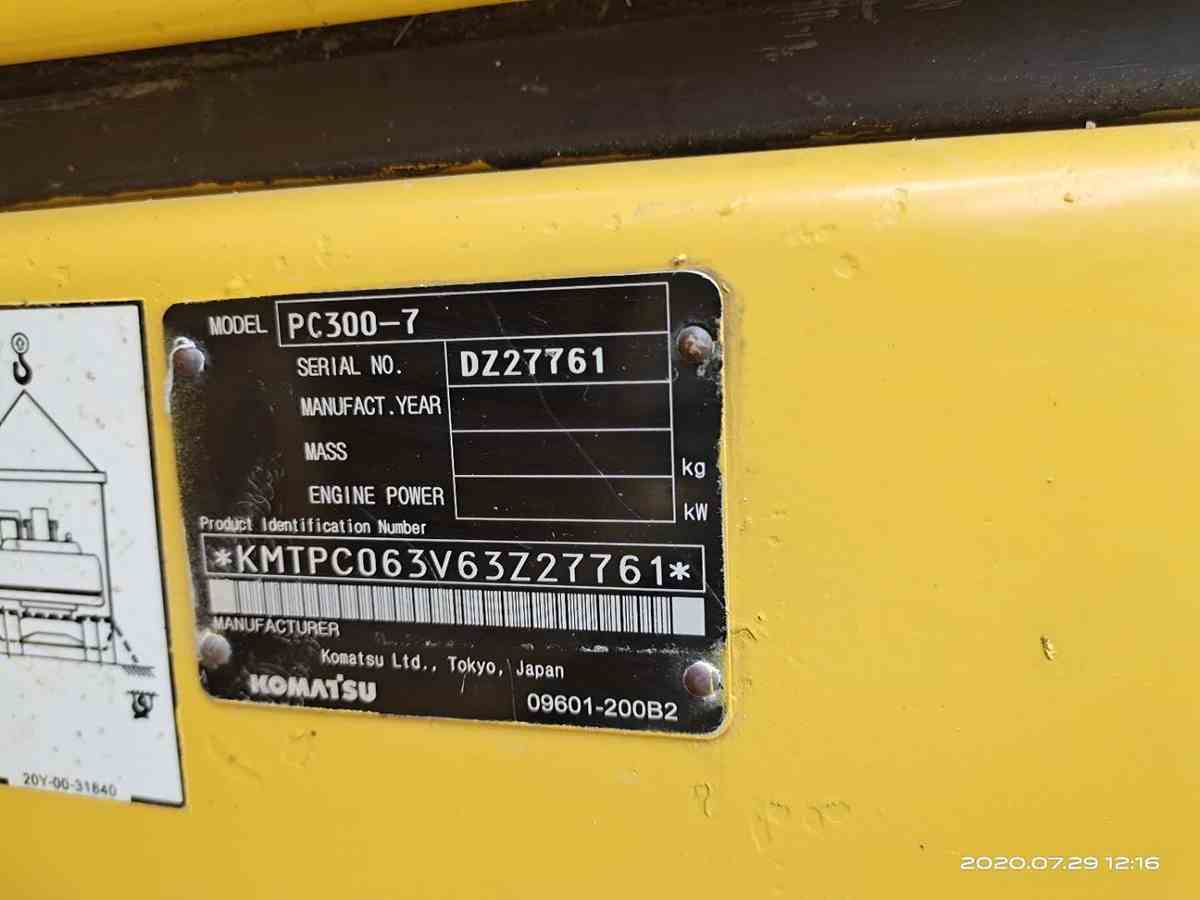 MODEL PC300-7
SERIAL NO. DZ27761
MANUFACT.YEAR
MASS kg
ENGINE POWER kW
Product Identification Number
*KMTPC063V63Z27761*
MANUFACTURER
Komatsu Ltd., Tokyo, Japan
KOMATSU 09601-200B2
20Y-00-31640
2020.07.29 12:16